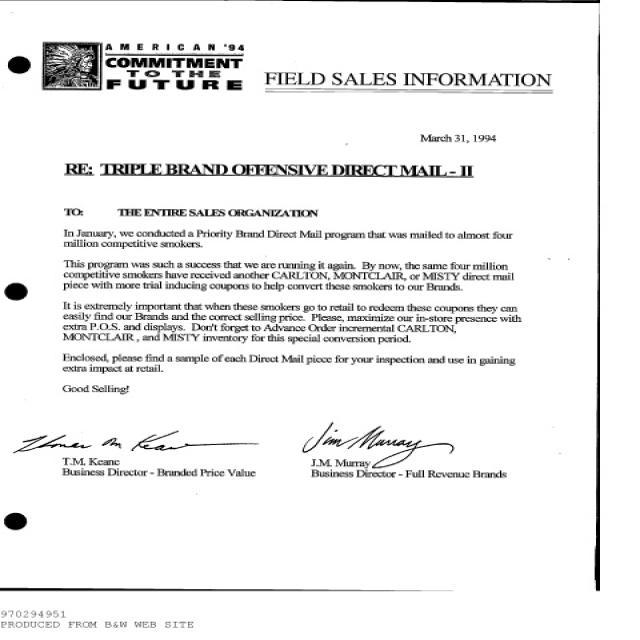 AMERICAN '94
COMMITMENT
TO THE
FUTURE
FIELD SALES INFORMATION
March 31, 1994
RE: TRIPLE BRAND OFFENSIVE DIRECT MAIL - II
TO: THE ENTIRE SALES ORGANIZATION
In January, we conducted a Priority Brand Direct Mail program that was mailed to almost four
million competitive smokers.
This program was such a success that we are running it again. By now, the same four million
competitive smokers have received another CARLTON, MONTCLAIR, or MISTY direct mail
piece with more trial inducing coupons to help convert these smokers to our Brands.
It is extremely important that when these smokers go to retail to redeem these coupons they can
easily find our Brands and the correct selling price. Please, maximize our in-store presence with
extra P.O.S. and displays. Don't forget to Advance Order incremental CARLTON,
MONTCLAIR , and MISTY inventory for this special conversion period.
Enclosed, please find a sample of each Direct Mail piece for your inspection and use in gaining
extra impact at retail.
Good Selling!
Thomas M Keane
Jim Murray
T.M. Keane
J.M. Murray
Business Director - Branded Price Value
Business Director - Full Revenue Brands
970294951
PRODUCED FROM B&W WEB SITE